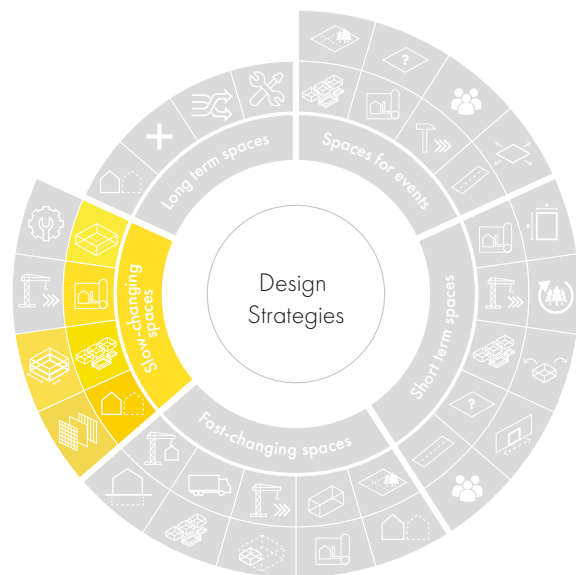 Design
Strategies
Long term spaces
Spaces for events
Short term spaces
Fast-changing spaces
Slow-changing
spaces
?
?